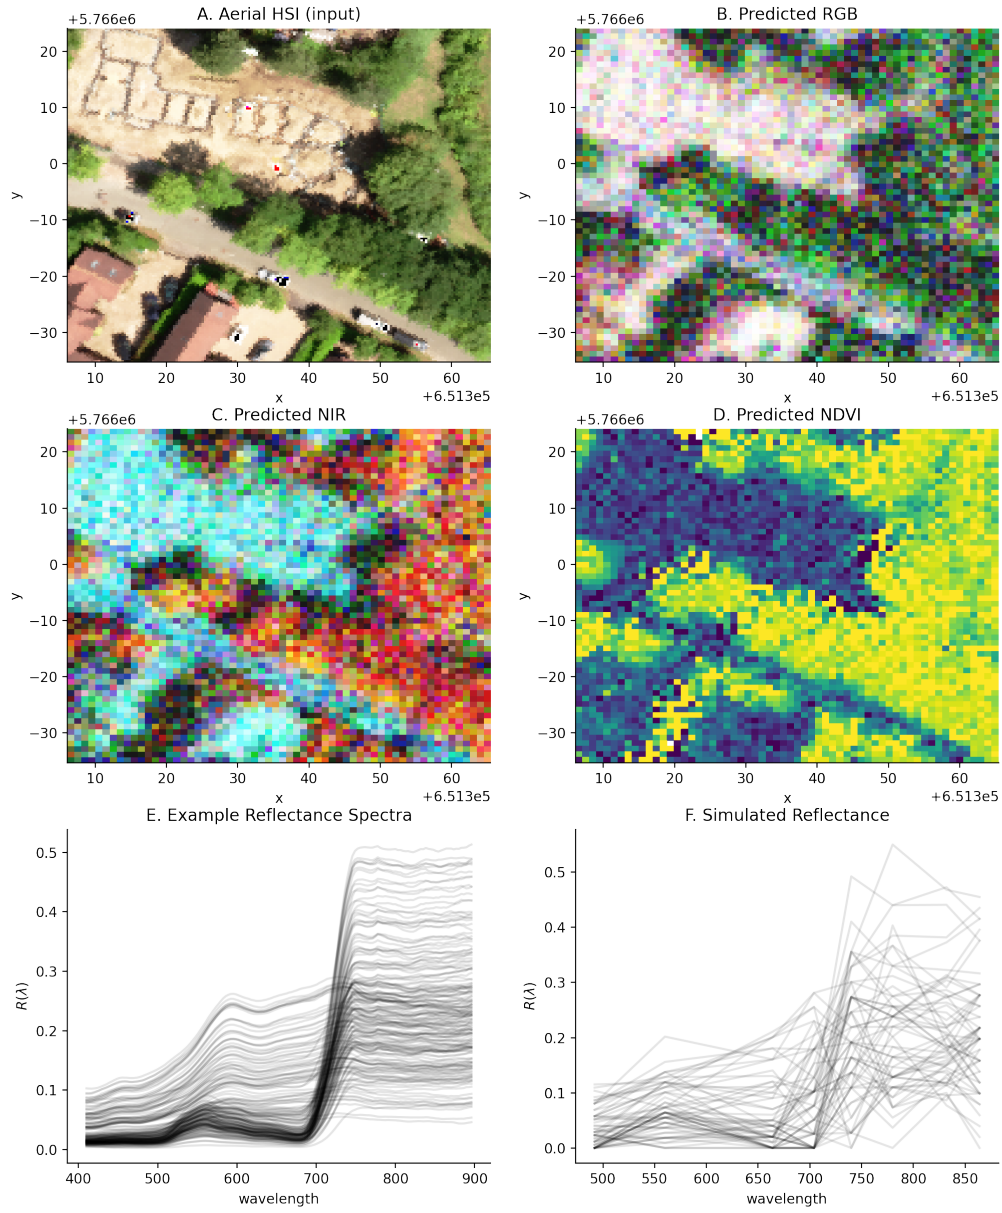 A. Aerial HSI (input)
+5.766e6
20
10
0
−10
−20
−30
y
10 20 30 40 50 60
x
+6.513e5
B. Predicted RGB
+5.766e6
20
10
0
−10
−20
−30
y
10 20 30 40 50 60
x
+6.513e5
C. Predicted NIR
+5.766e6
20
10
0
−10
−20
−30
y
10 20 30 40 50 60
x
+6.513e5
D. Predicted NDVI
+5.766e6
20
10
0
−10
−20
−30
y
10 20 30 40 50 60
x
+6.513e5
E. Example Reflectance Spectra
0.5
0.4
0.3
0.2
0.1
0.0
R(λ)
400 500 600 700 800 900
wavelength
F. Simulated Reflectance
0.5
0.4
0.3
0.2
0.1
0.0
R(λ)
500 550 600 650 700 750 800 850
wavelength